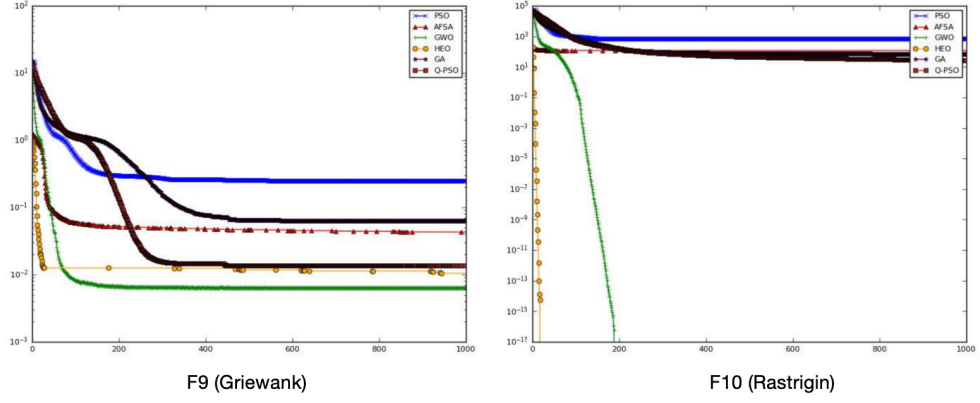 10²
10¹
10⁰
10⁻¹
10⁻²
10⁻³
0
200
400
600
800
1000
PSO
AFSA
GWO
HEO
GA
Q-PSO
F9 (Griewank)
10⁵
10³
10¹
10⁻¹
10⁻³
10⁻⁵
10⁻⁷
10⁻⁹
10⁻¹¹
10⁻¹³
10⁻¹⁵
10⁻¹⁷
0
200
400
600
800
1000
PSO
AFSA
GWO
HEO
GA
Q-PSO
F10 (Rastrigin)